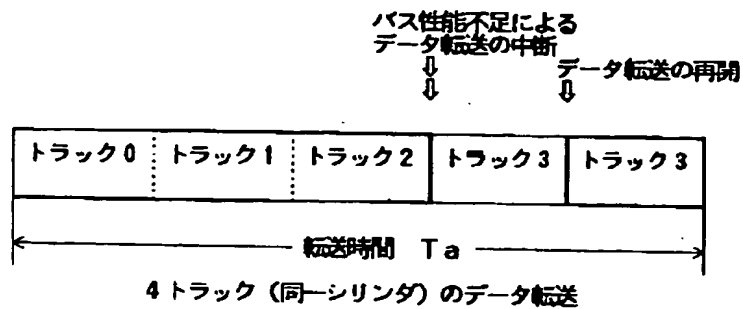 バス性能不足による
データ転送の中断
データ転送の再開
トラック0 トラック1 トラック2 トラック3 トラック3
転送時間 Ta
4トラック(同一シリンダ)のデータ転送